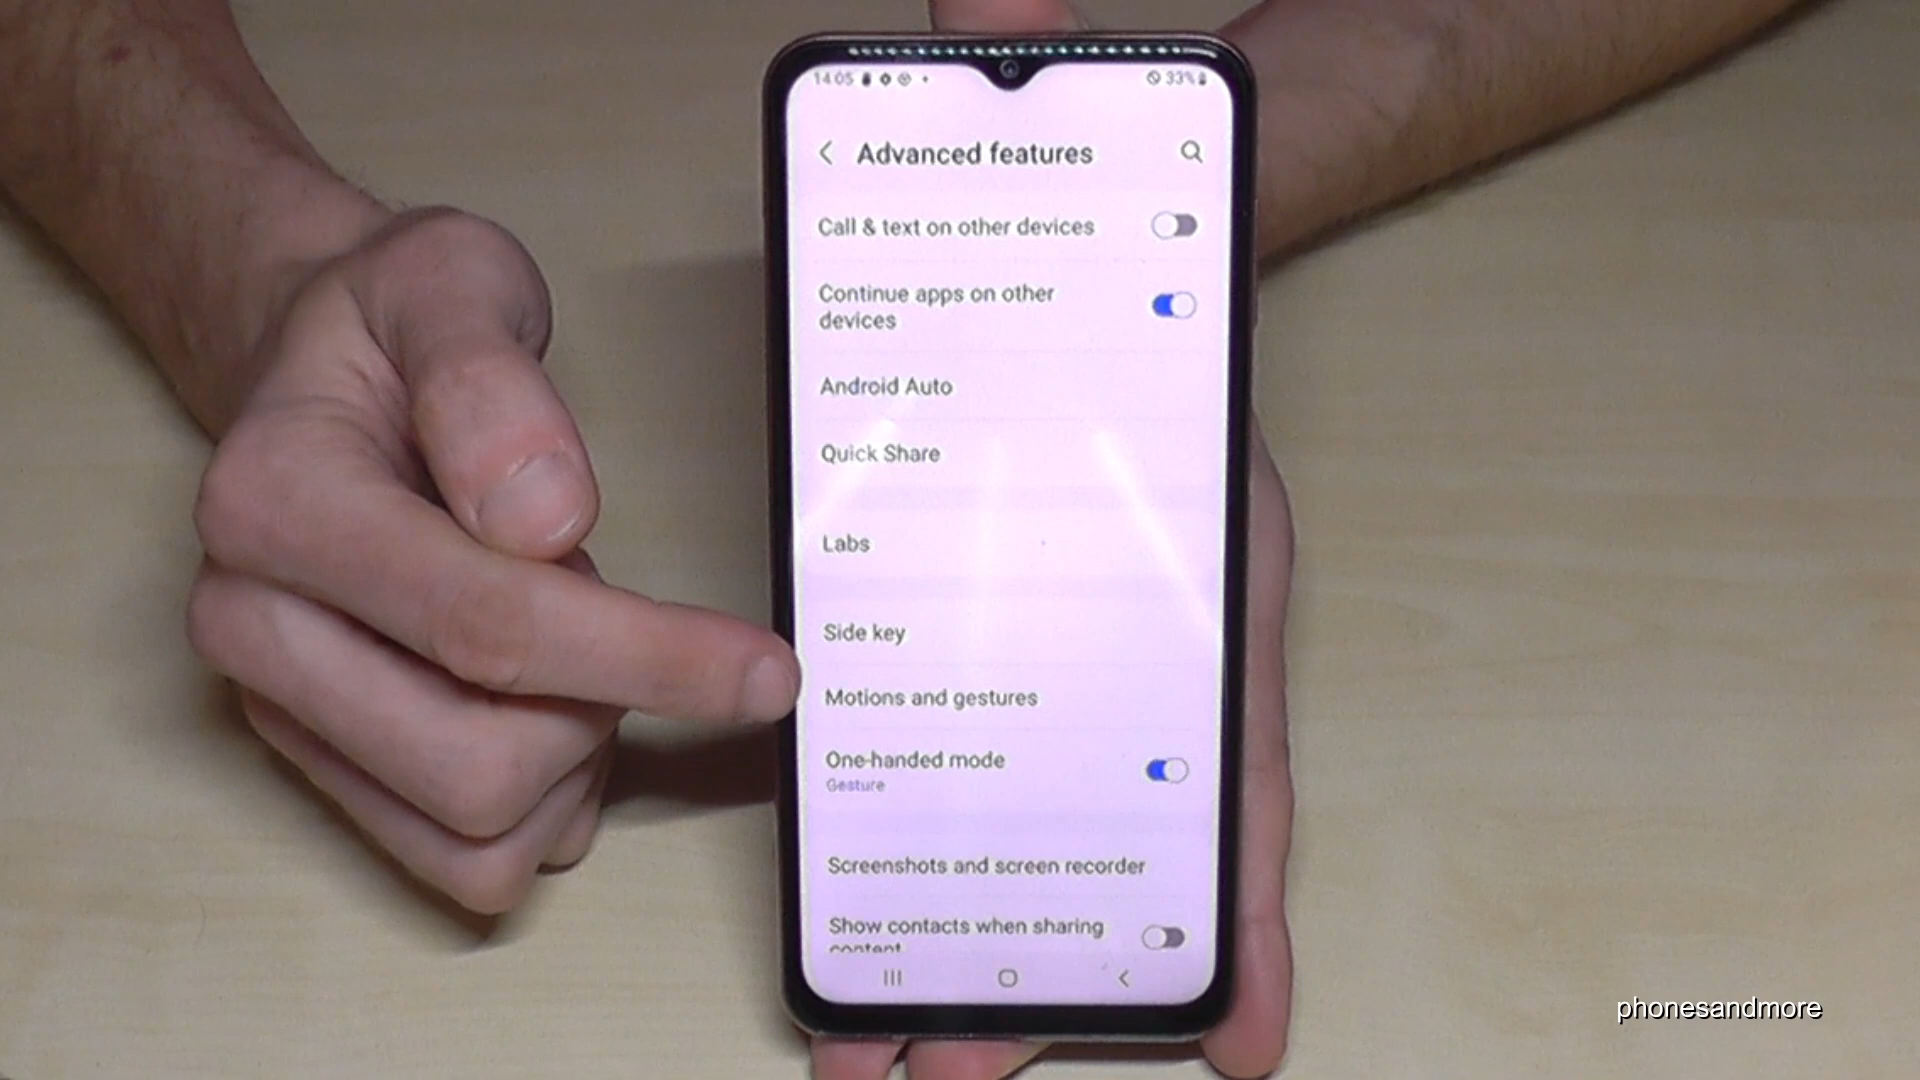 14:05
33%
Advanced features
Call & text on other devices
Continue apps on other
devices
Android Auto
Quick Share
Labs
Side key
Motions and gestures
One-handed mode
Gesture
Screenshots and screen recorder
Show contacts when sharing
content
phonesandmore